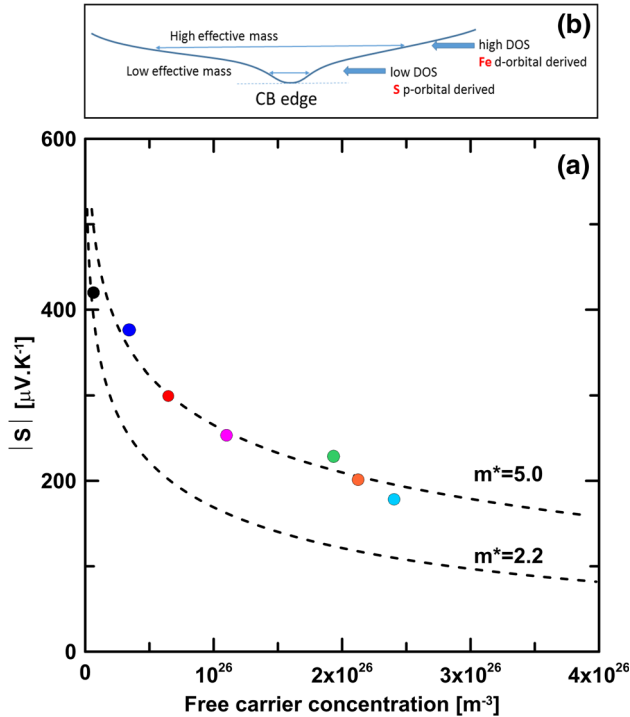 (b)
High effective mass
high DOS
Fe d-orbital derived
Low effective mass
low DOS
S p-orbital derived
CB edge
(a)
600
400
200
0
|S| [μV.K⁻¹]
m*=5.0
m*=2.2
0
10²⁶
2x10²⁶
3x10²⁶
4x10²⁶
Free carrier concentration [m⁻³]